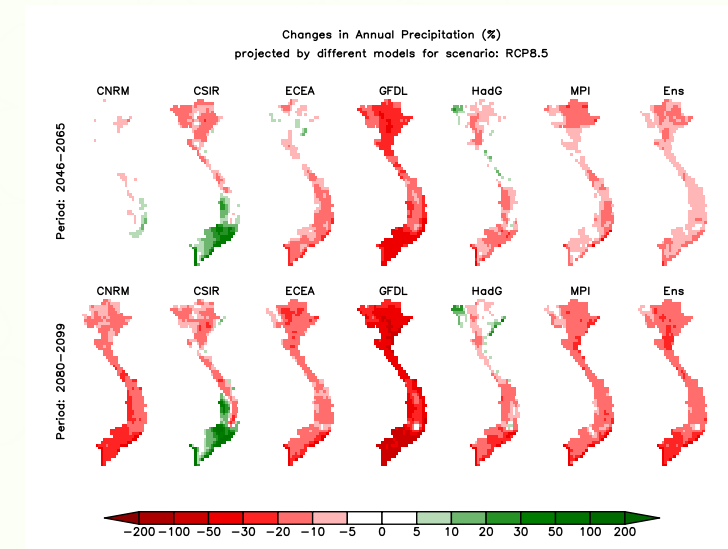 Changes in Annual Precipitation (%)
projected by different models for scenario: RCP8.5
CNRM CSIR ECEA GFDL HadG MPI Ens
Period: 2046-2065
CNRM CSIR ECEA GFDL HadG MPI Ens
Period: 2080-2099
-200 -100 -50 -30 -20 -10 -5 0 5 10 20 30 50 100 200